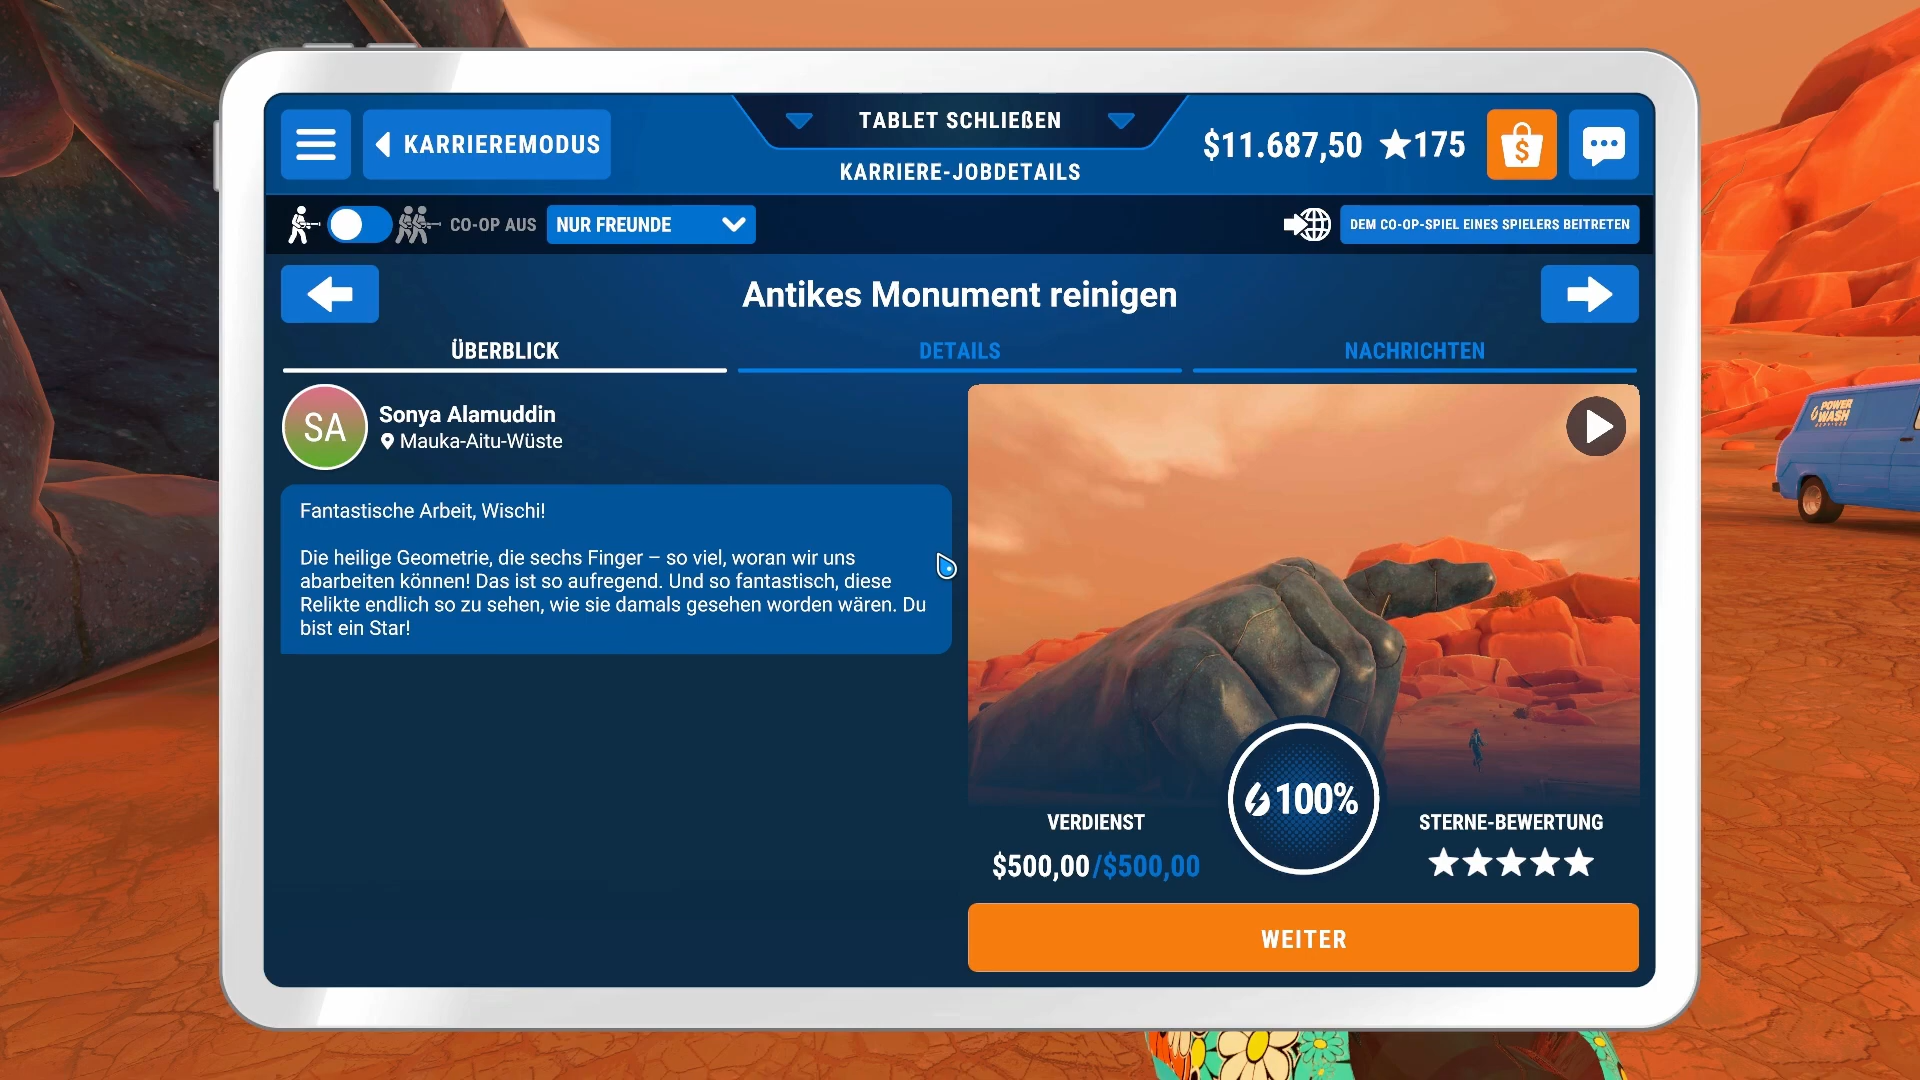 TABLET SCHLIEßEN
KARRIEREMODUS
$11.687,50 ★175
KARRIERE-JOBDETAILS
CO-OP AUS
NUR FREUNDE
DEM CO-OP-SPIEL EINES SPIELERS BEITRETEN
Antikes Monument reinigen
ÜBERBLICK
DETAILS
NACHRICHTEN
SA
Sonya Alamuddin
Mauka-Aitu-Wüste
Fantastische Arbeit, Wischi!
Die heilige Geometrie, die sechs Finger – so viel, woran wir uns
abarbeiten können! Das ist so aufregend. Und so fantastisch, diese
Relikte endlich so zu sehen, wie sie damals gesehen worden wären. Du
bist ein Star!
POWER
WASH
SERVICES
100%
VERDIENST
$500,00/$500,00
STERNE-BEWERTUNG
WEITER